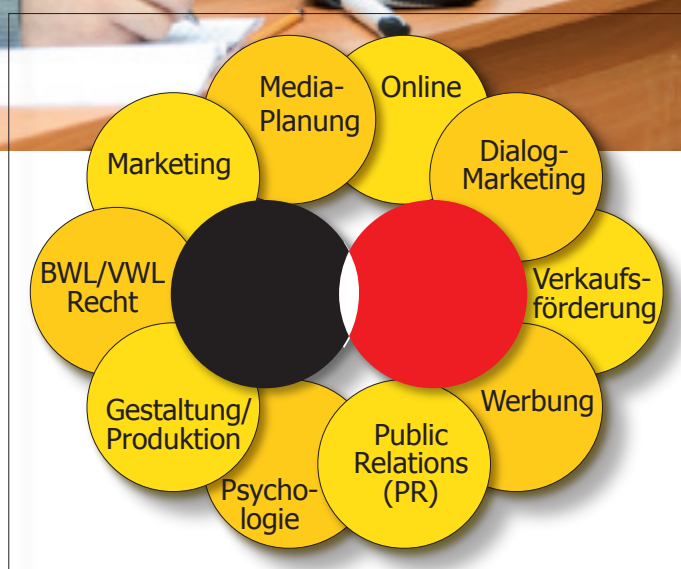 Media-
Planung
Online
Marketing
Dialog-
Marketing
BWL/VWL
Recht
Verkaufs-
förderung
Gestaltung/
Produktion
Werbung
Public
Relations
(PR)
Psycho-
logie